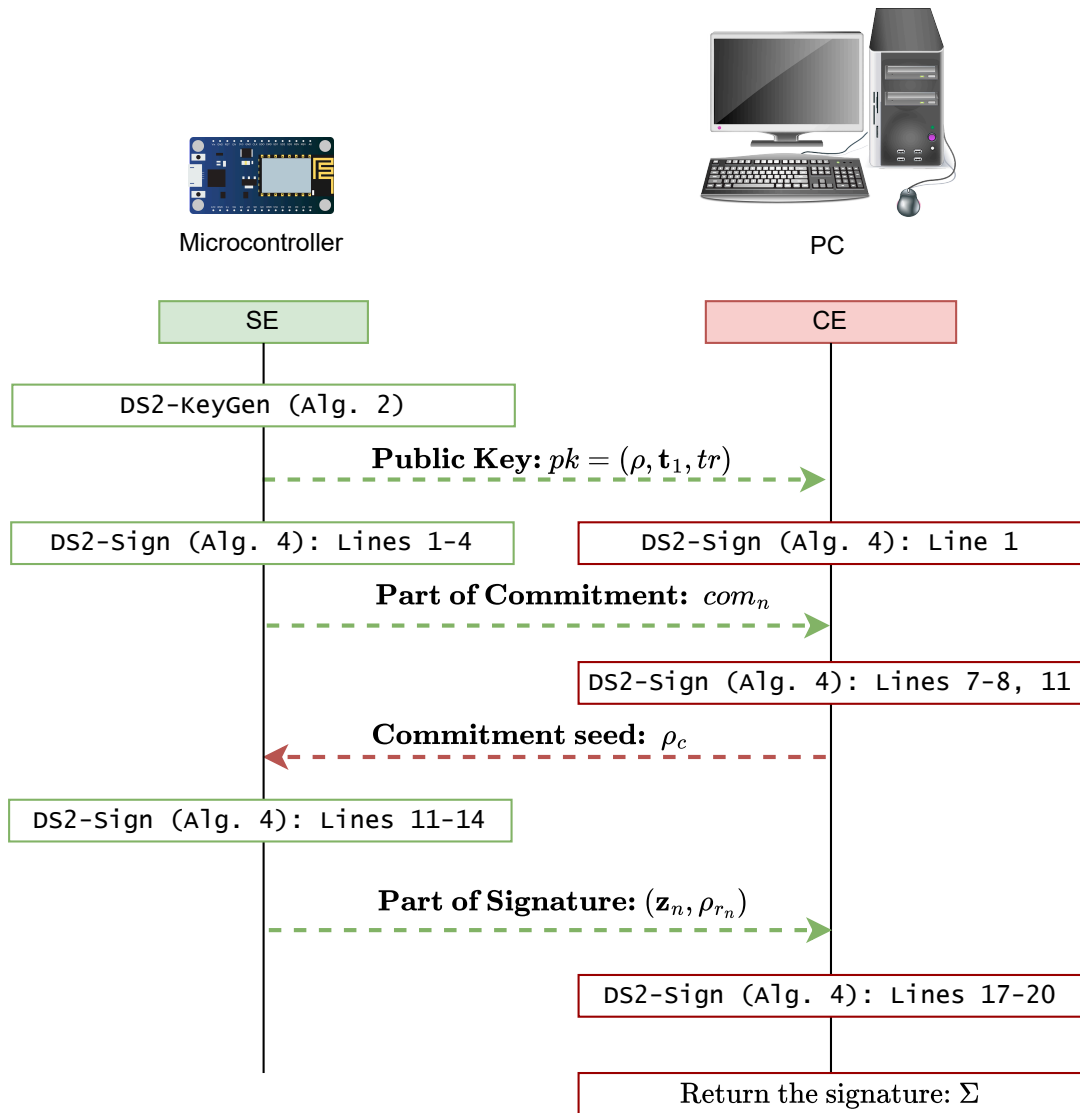 Microcontroller
PC
SE
CE
DS2-KeyGen (Alg. 2)
Public Key: pk = (ρ, t₁, tr)
DS2-Sign (Alg. 4): Lines 1-4
DS2-Sign (Alg. 4): Line 1
Part of Commitment: comₙ
DS2-Sign (Alg. 4): Lines 7-8, 11
Commitment seed: ρ_c
DS2-Sign (Alg. 4): Lines 11-14
Part of Signature: (zₙ, ρ_{rₙ})
DS2-Sign (Alg. 4): Lines 17-20
Return the signature: Σ